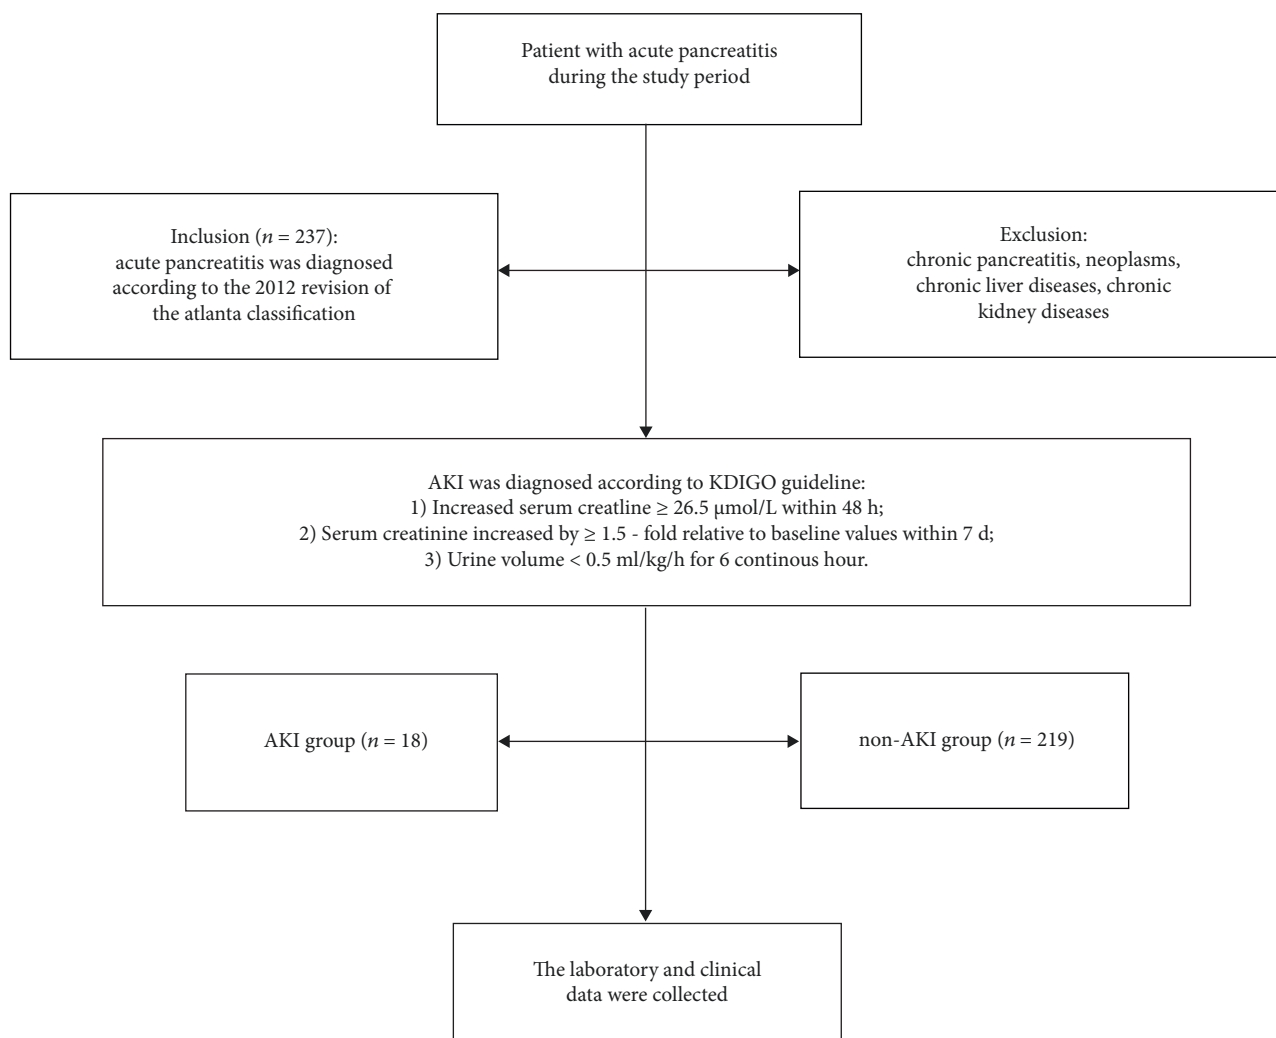 Patient with acute pancreatitis
during the study period
Inclusion (n = 237):
acute pancreatitis was diagnosed
according to the 2012 revision of
the atlanta classification
Exclusion:
chronic pancreatitis, neoplasms,
chronic liver diseases, chronic
kidney diseases
AKI was diagnosed according to KDIGO guideline:
1) Increased serum creatline ≥ 26.5 μmol/L within 48 h;
2) Serum creatinine increased by ≥ 1.5 - fold relative to baseline values within 7 d;
3) Urine volume < 0.5 ml/kg/h for 6 continous hour.
AKI group (n = 18)
non-AKI group (n = 219)
The laboratory and clinical
data were collected